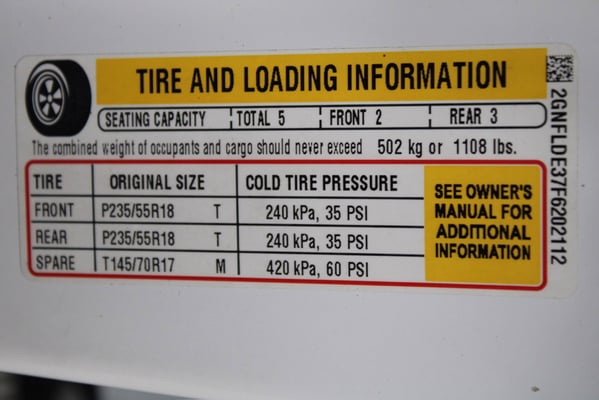 TIRE AND LOADING INFORMATION
SEATING CAPACITY TOTAL 5 FRONT 2 REAR 3
The combined weight of occupants and cargo should never exceed 502 kg or 1108 lbs.
TIRE ORIGINAL SIZE COLD TIRE PRESSURE
FRONT P235/55R18 T 240 kPa, 35 PSI
REAR P235/55R18 T 240 kPa, 35 PSI
SPARE T145/70R17 M 420 kPa, 60 PSI
SEE OWNER'S
MANUAL FOR
ADDITIONAL
INFORMATION
2GNFLDE37F6202112